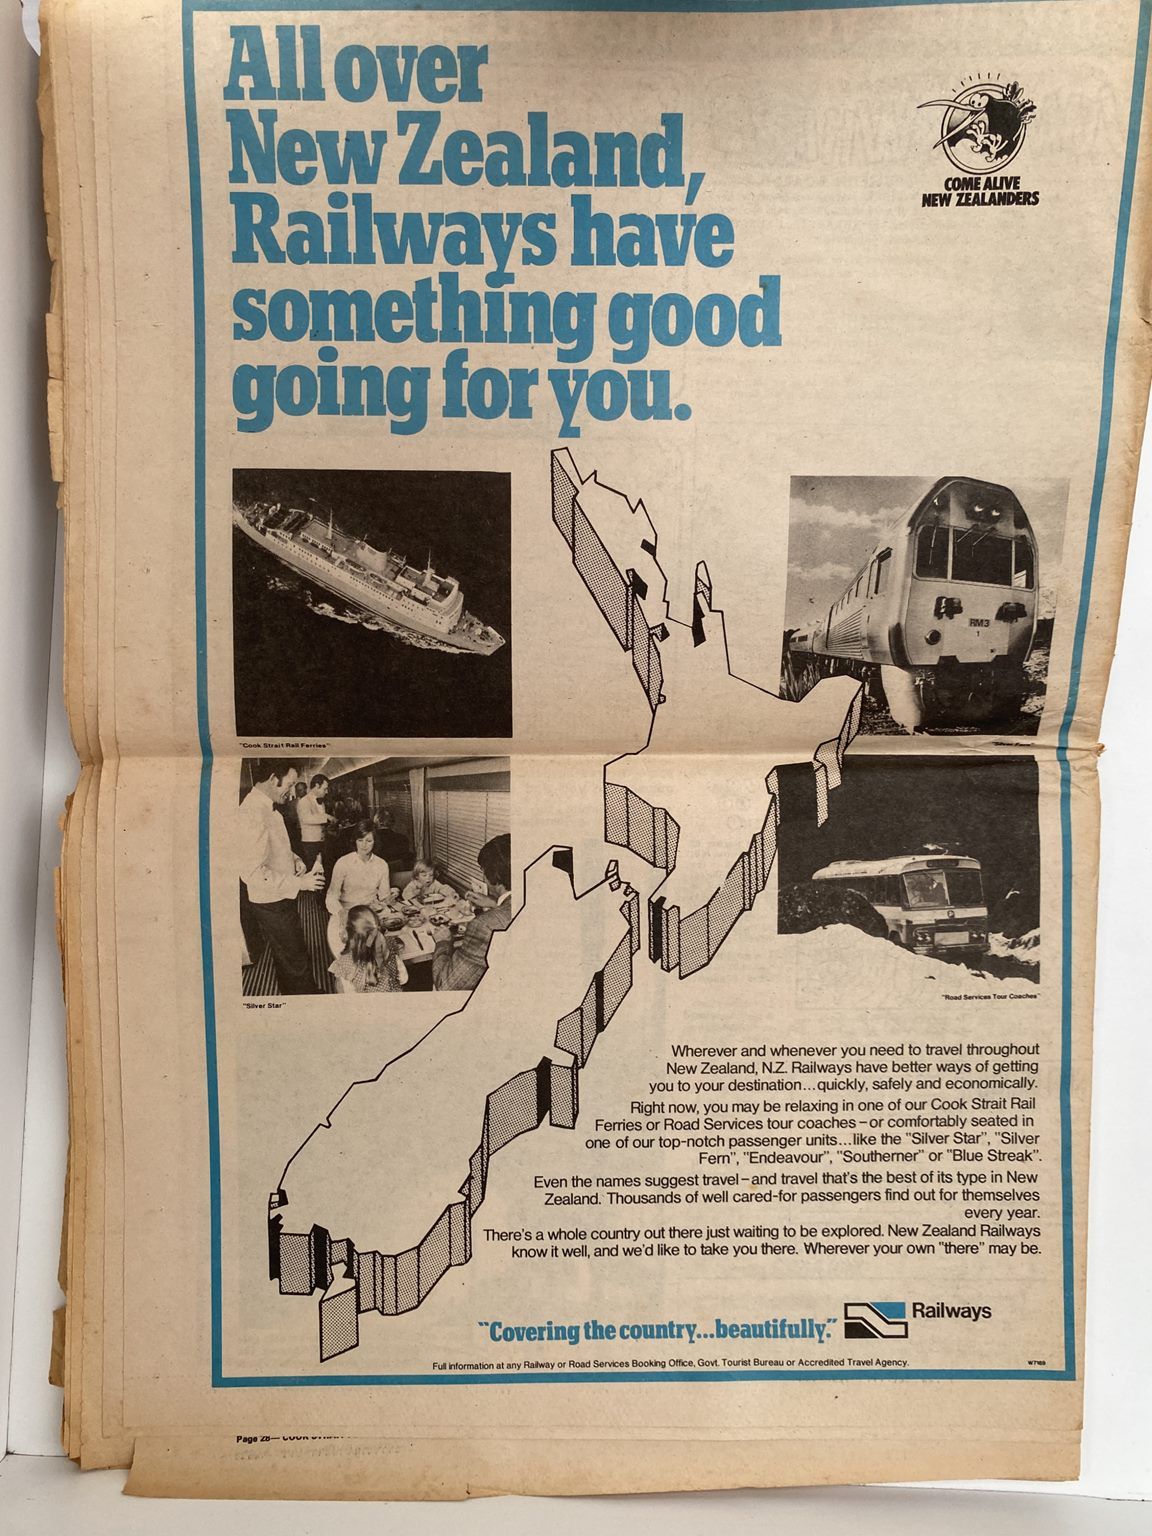 All over
New Zealand,
Railways have
something good
going for you.
COME ALIVE
NEW ZEALANDERS
RM3
1
"Cook Strait Rail Ferries"
"Silver Fern"
"Silver Star"
"Road Services Tour Coaches"
Wherever and whenever you need to travel throughout
New Zealand, N.Z. Railways have better ways of getting
you to your destination...quickly, safely and economically.
Right now, you may be relaxing in one of our Cook Strait Rail
Ferries or Road Services tour coaches – or comfortably seated in
one of our top-notch passenger units...like the "Silver Star", "Silver
Fern", "Endeavour", "Southerner" or "Blue Streak".
Even the names suggest travel – and travel that's the best of its type in New
Zealand. Thousands of well cared-for passengers find out for themselves
every year.
There's a whole country out there just waiting to be explored. New Zealand Railways
know it well, and we'd like to take you there. Wherever your own "there" may be.
"Covering the country...beautifully."
Railways
Full information at any Railway or Road Services Booking Office, Govt. Tourist Bureau or Accredited Travel Agency.
W7169
Page 28— COOK